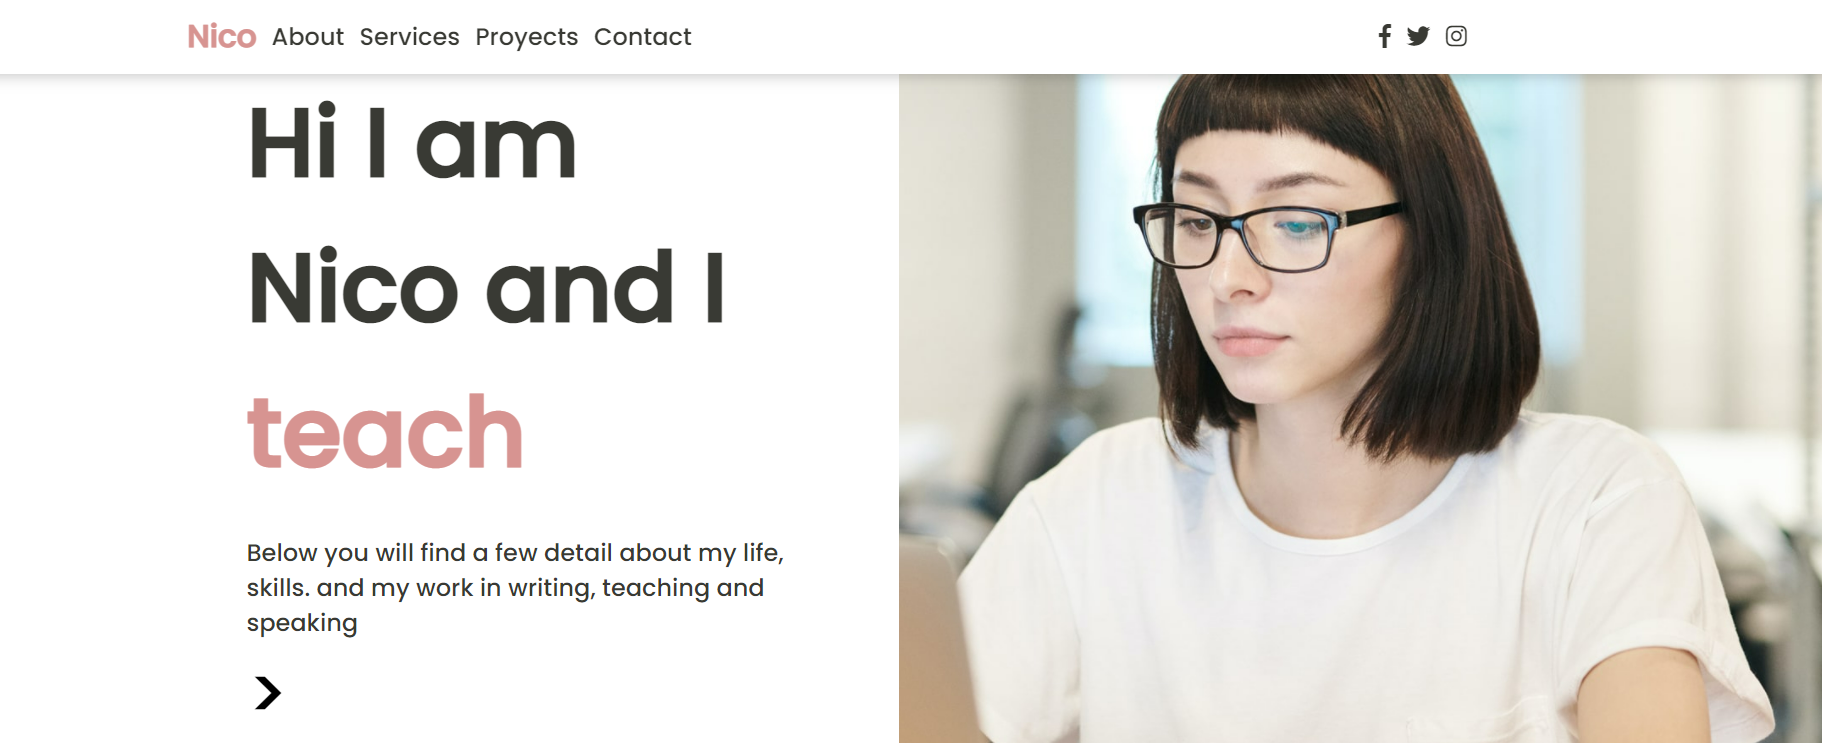 Nico About Services Proyects Contact
Hi I am
Nico and I
teach
Below you will find a few detail about my life,
skills. and my work in writing, teaching and
speaking